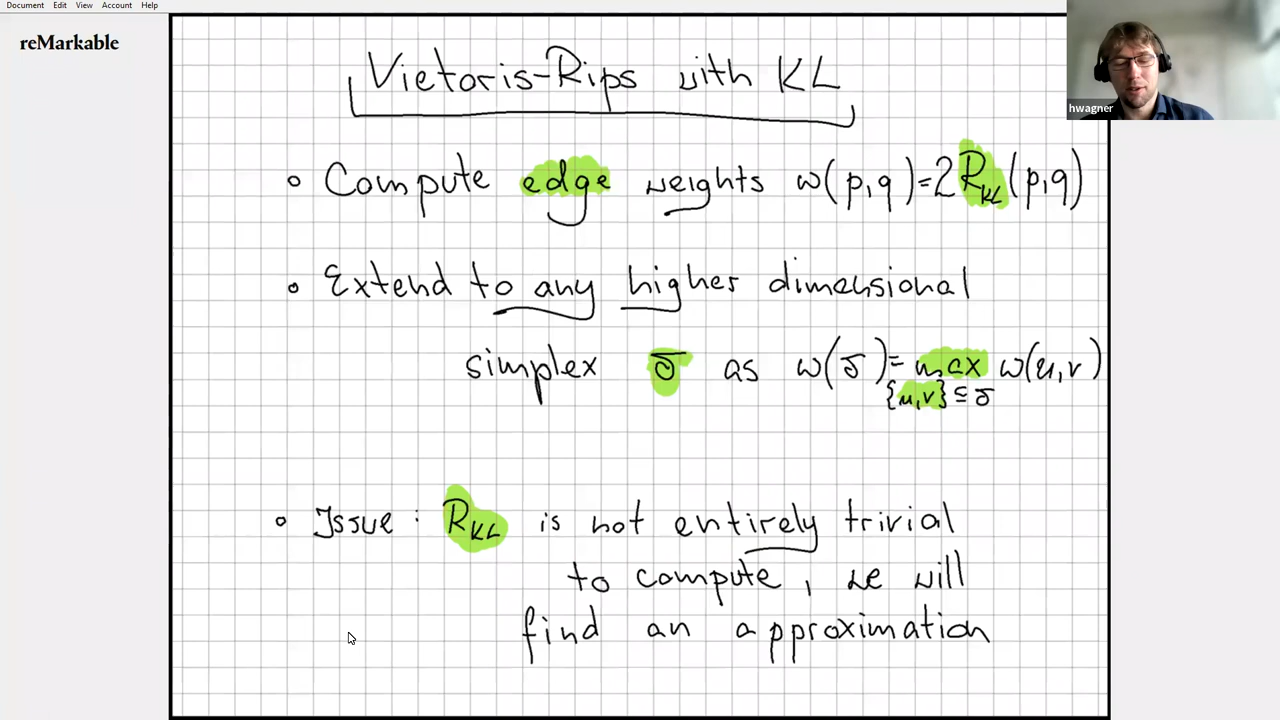 Document Edit View Account Help
reMarkable
hwagner
Vietoris-Rips with KL
• Compute edge weights w(p,q)=2R_KL(p,q)
• Extend to any higher dimensional
simplex σ as w(σ)= max w(u,v)
{u,v} ⊆ σ
• Issue : R_KL is not entirely trivial
to compute, we will
find an approximation